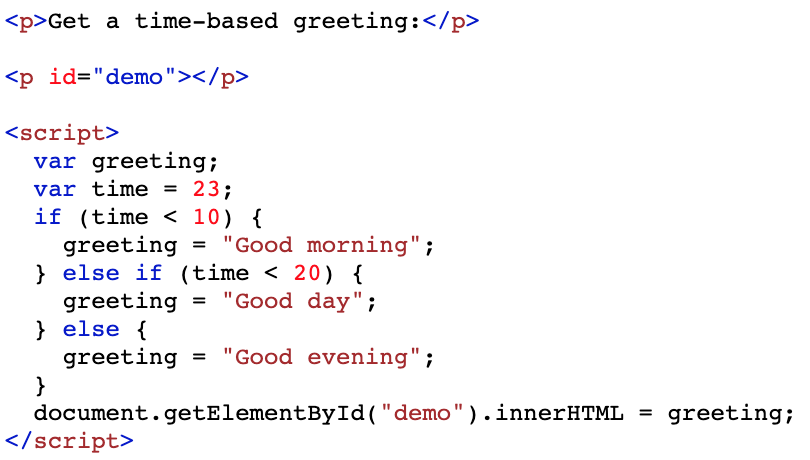 <p>Get a time-based greeting:</p>
<p id="demo"></p>
<script>
  var greeting;
  var time = 23;
  if (time < 10) {
    greeting = "Good morning";
  } else if (time < 20) {
    greeting = "Good day";
  } else {
    greeting = "Good evening";
  }
  document.getElementById("demo").innerHTML = greeting;
</script>